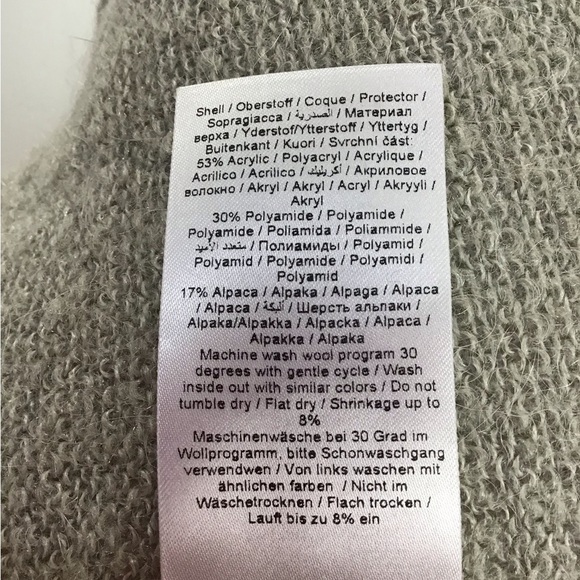 Shell / Oberstoff / Coque / Protector /
Sopragiacca / الصدرية / Материал
верха / Yderstof/Ytterstoff / Yttertyg /
Buitenkant / Kuori / Svrchní část:
53% Acrylic / Polyacryl / Acrylique /
Acrilico / Acrilico / أكريليك / Акриловое
волокно / Akryl / Akryl / Acryl / Akryyli /
Akryl
30% Polyamide / Polyamide /
Polyamide / Poliamida / Poliammide /
متعدد الأميد / Полиамиды / Polyamid /
Polyamid / Polyamide / Polyamidi /
Polyamid
17% Alpaca / Alpaka / Alpaga / Alpaca
/ Alpaca / ألبكة / Шерсть альпаки /
Alpaka/Alpakka / Alpacka / Alpaca /
Alpakka / Alpaka
Machine wash wool program 30
degrees with gentle cycle / Wash
inside out with similar colors / Do not
tumble dry / Flat dry / Shrinkage up to
8%
Maschinenwäsche bei 30 Grad im
Wollprogramm, bitte Schonwaschgang
verwendwen / Von links waschen mit
ähnlichen farben  / Nicht im
Wäschetrocknen / Flach trocken /
Lauft bis zu 8% ein